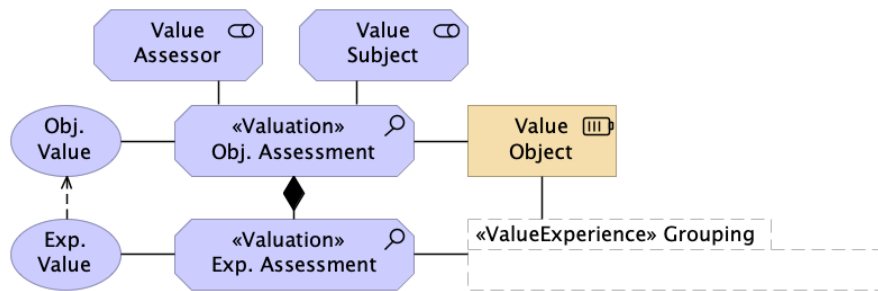 Value
Assessor
Value
Subject
Obj.
Value
«Valuation»
Obj. Assessment
Value
Object
Exp.
Value
«Valuation»
Exp. Assessment
«ValueExperience» Grouping